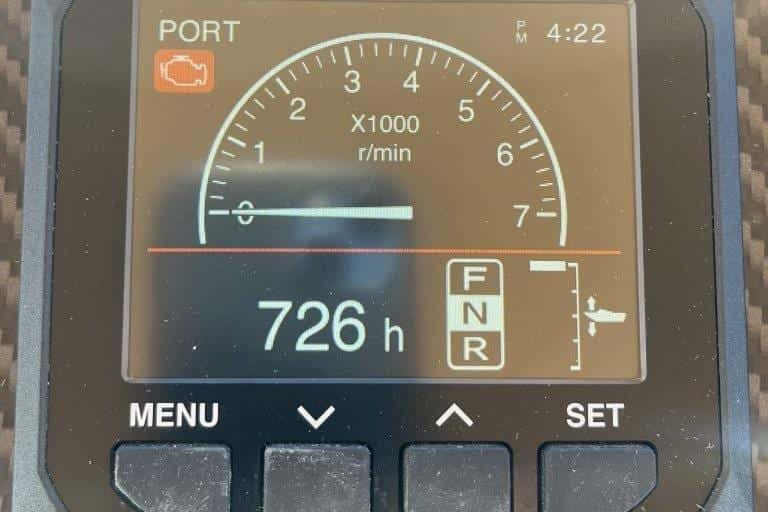 PORT
PM 4:22
0 1 2 3 4 5 6 7
X1000
r/min
726 h
F
N
R
MENU
SET